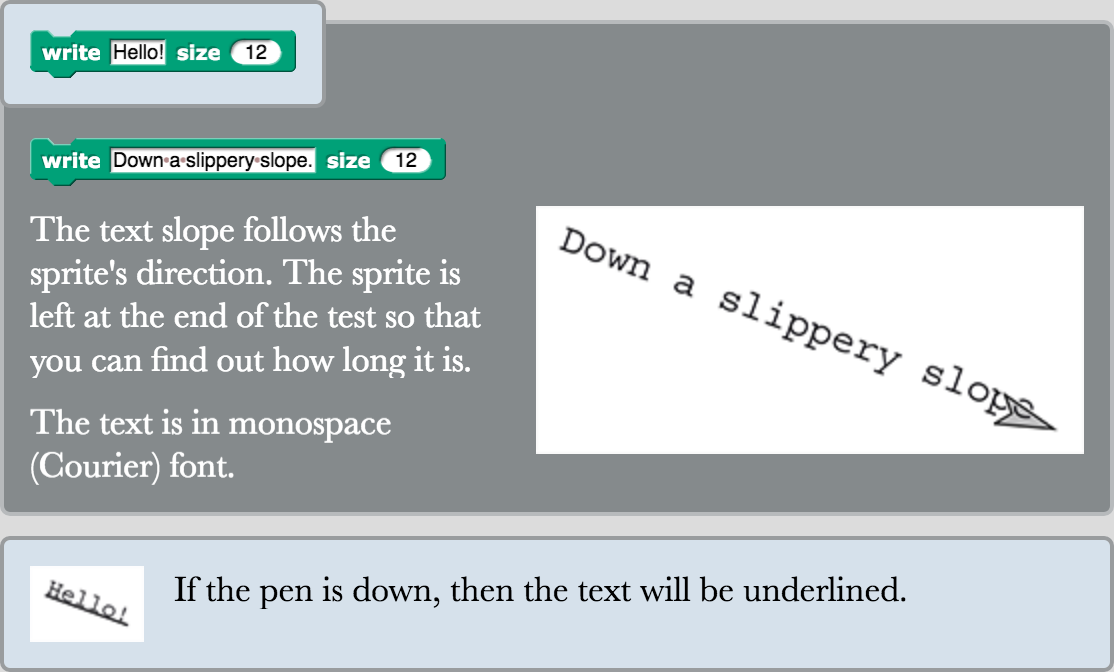 write Hello! size 12
write Down a slippery slope. size 12
The text slope follows the
sprite's direction. The sprite is
left at the end of the test so that
you can find out how long it is.
The text is in monospace
(Courier) font.
Down a slippery slope
Hello!
If the pen is down, then the text will be underlined.